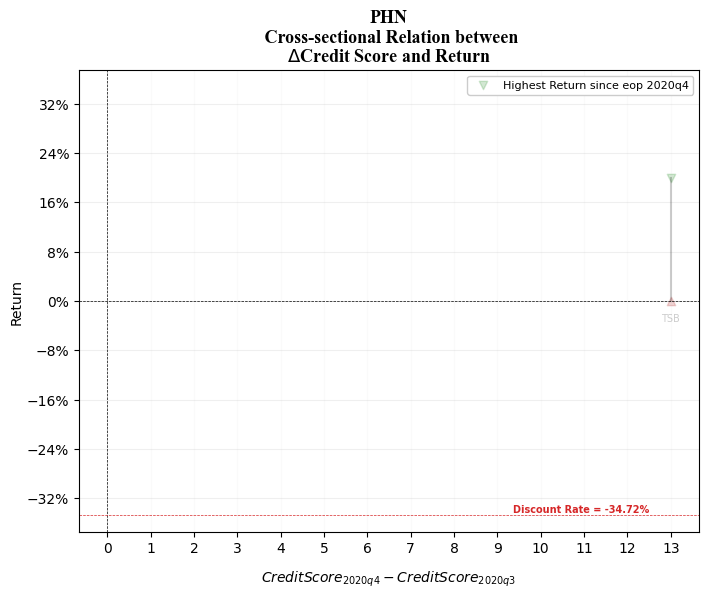 PHN
Cross-sectional Relation between
ΔCredit Score and Return
Highest Return since eop 2020q4
32%
24%
16%
8%
0%
−8%
−16%
−24%
−32%
Return
TSB
Discount Rate = -34.72%
0 1 2 3 4 5 6 7 8 9 10 11 12 13
CreditScore2020q4 − CreditScore2020q3